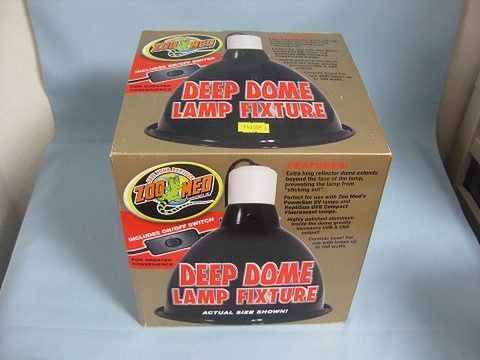 ZOO MED
INCLUDES ON/OFF SWITCH
FOR GREATER
CONVENIENCE
DEEP DOME
LAMP FIXTURE
ZOO MED
INCLUDES ON/OFF SWITCH
FOR GREATER
CONVENIENCE
FEATURES:
Extra long reflector dome extends
beyond the face of the lamp,
preventing the lamp from
"sticking out".
Perfect for use with Zoo Med's
PowerSun UV lamps and
ReptiSun UVB Compact
Fluorescent lamps.
Highly polished aluminum
inside the dome greatly
increases UVB & UVA
output!
Ceramic base! For
use with lamps up
to 160 watts.
DEEP DOME
LAMP FIXTURE
ACTUAL SIZE SHOWN!